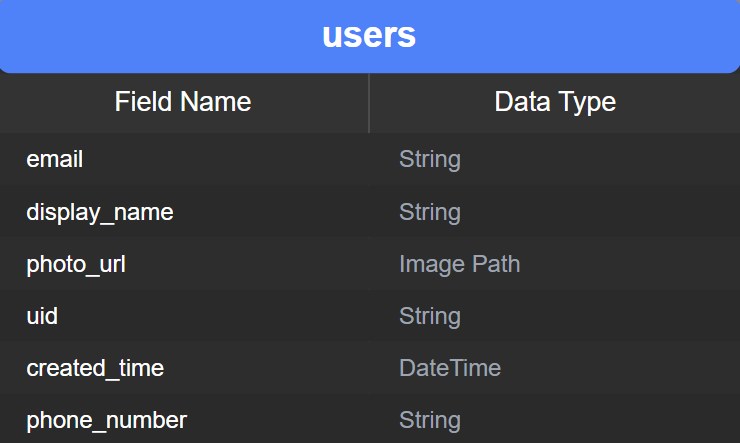 users
Field Name Data Type
email String
display_name String
photo_url Image Path
uid String
created_time DateTime
phone_number String